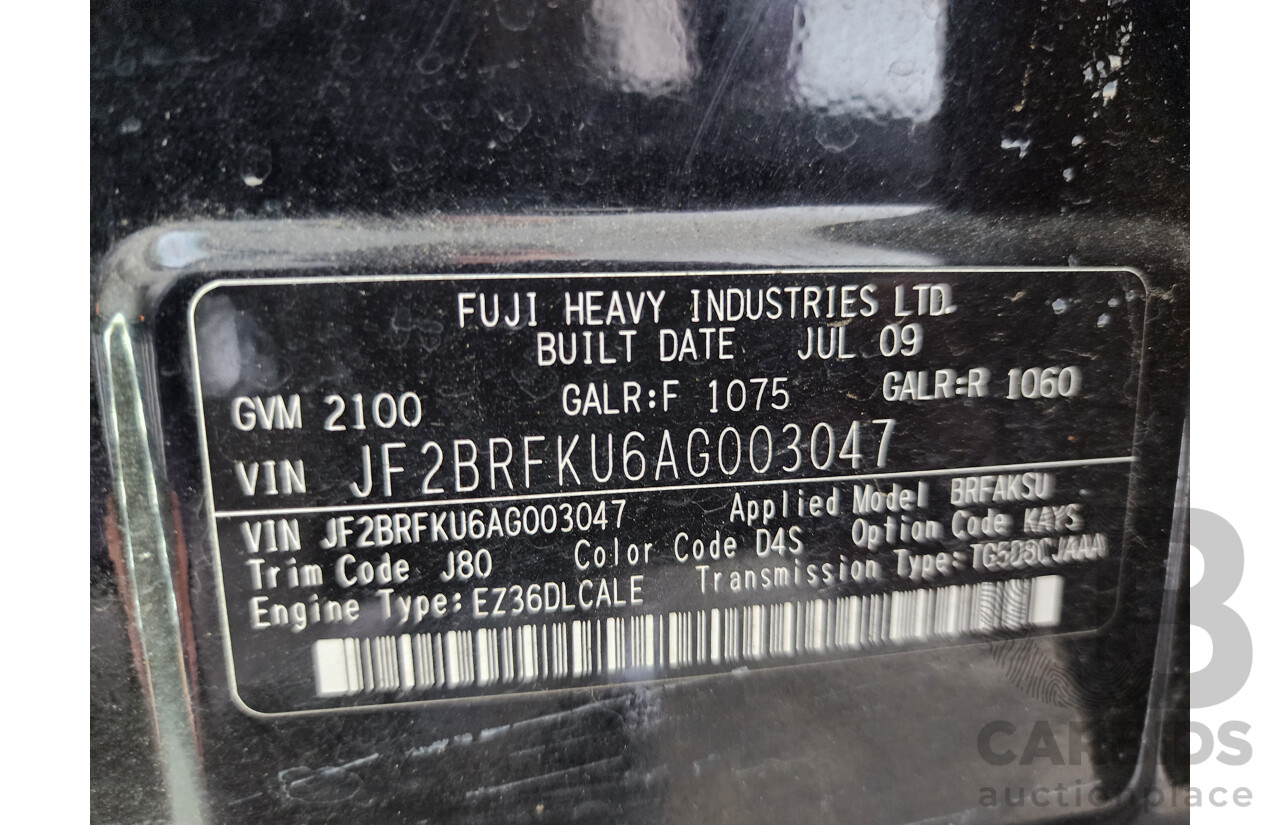 FUJI HEAVY INDUSTRIES LTD.
BUILT DATE JUL 09
GVM 2100 GALR:F 1075 GALR:R 1060
VIN JF2BRFKU6AG003047
VIN JF2BRFKU6AG003047 Applied Model BRFAKSU
Trim Code J80 Color Code D4S Option Code KAYS
Engine Type: EZ36DLCALE Transmission Type: TG5D8CJAAA
CARBIDS
auctionplace